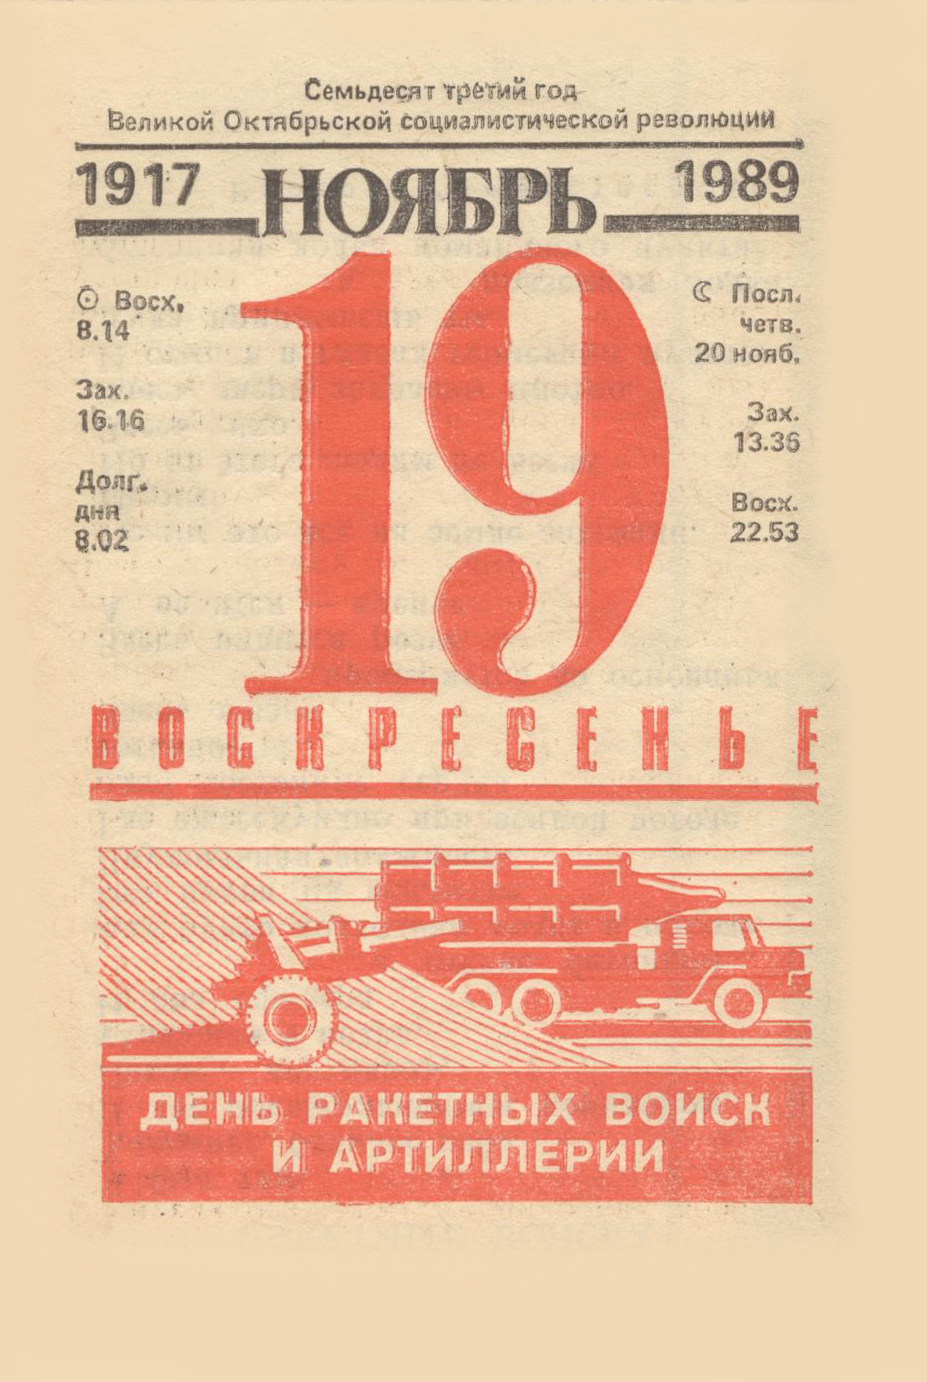 Семьдесят третий год
Великой Октябрьской социалистической революции
1917 НОЯБРЬ 1989
19
Восх.
8.14
Зах.
16.16
Долг.
дня
8.02
Посл.
четв.
20 нояб.
Зах.
13.36
Восх.
22.53
ВОСКРЕСЕНЬЕ
ДЕНЬ РАКЕТНЫХ ВОЙСК
И АРТИЛЛЕРИИ